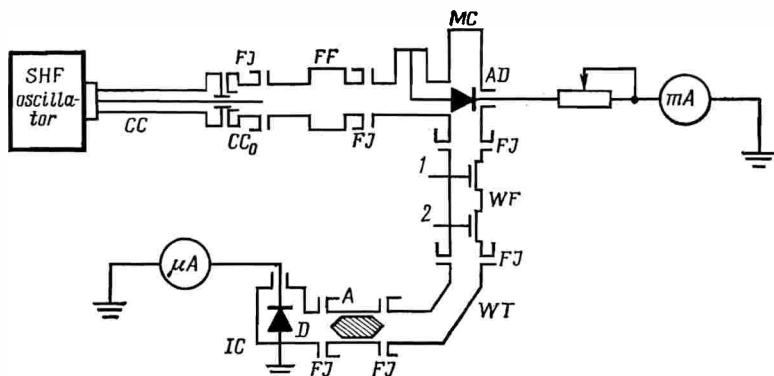 MC
FJ
FF
AD
SHF
oscilla-
tor
mA
CC
CC₀
FJ
FJ
1
WF
2
FJ
μA
A
WT
D
IC
FJ
FJ